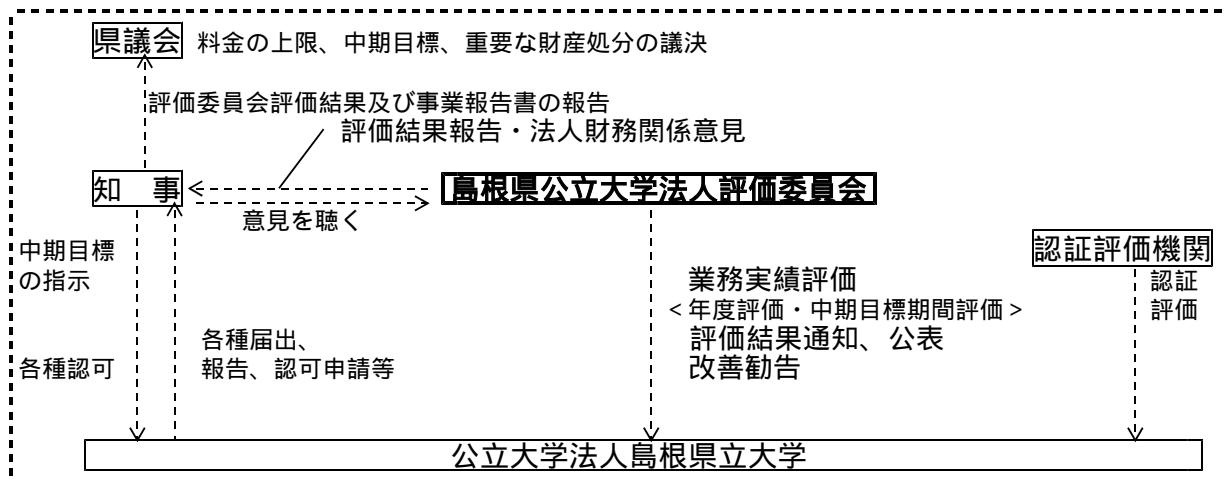 県議会 料金の上限、中期目標、重要な財産処分の議決
評価委員会評価結果及び事業報告書の報告
評価結果報告・法人財務関係意見
知　事
島根県公立大学法人評価委員会
意見を聴く
中期目標
の指示
認証評価機関
認証
評価
業務実績評価
<年度評価・中期目標期間評価>
評価結果通知、公表
改善勧告
各種届出、
報告、認可申請等
各種認可
公立大学法人島根県立大学